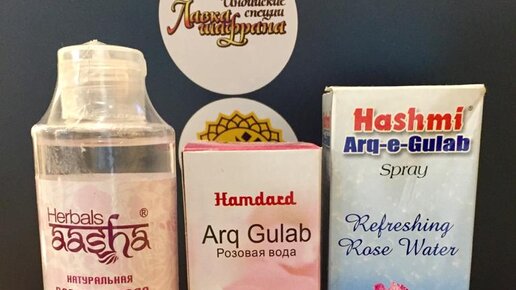 Индийские
специи
Лавка
шафрана
Herbals
aasha®
НАТУРАЛЬНАЯ
Hamdard
Arq Gulab
Розовая вода
Hashmi®
Arq-e-Gulab
Spray
Refreshing
Rose Water